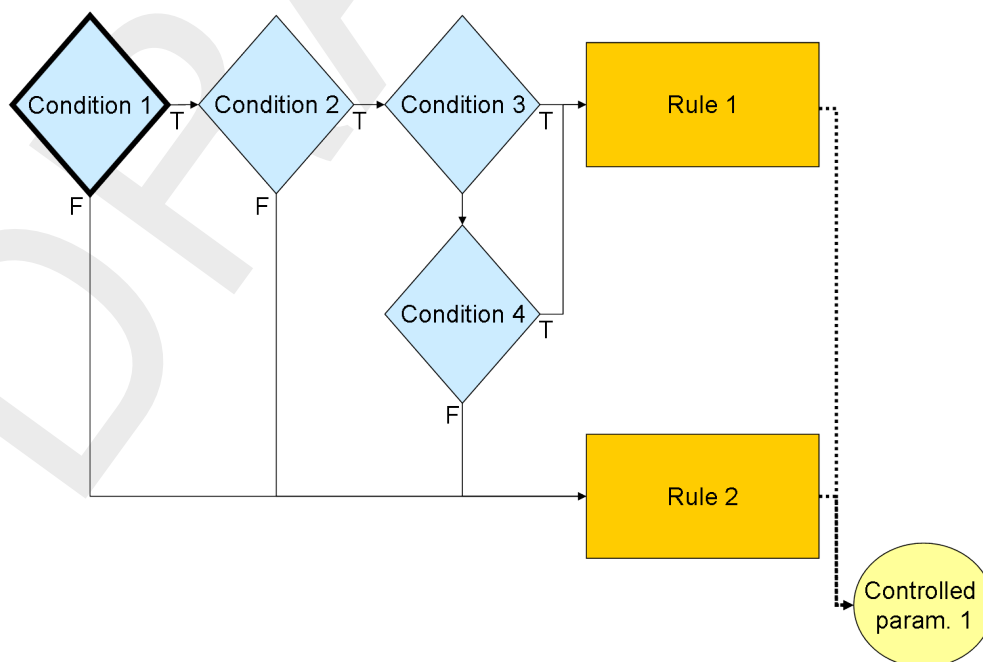 Condition 1
T
Condition 2
T
Condition 3
T
Rule 1
F
F
Condition 4
T
F
Rule 2
Controlled
param. 1